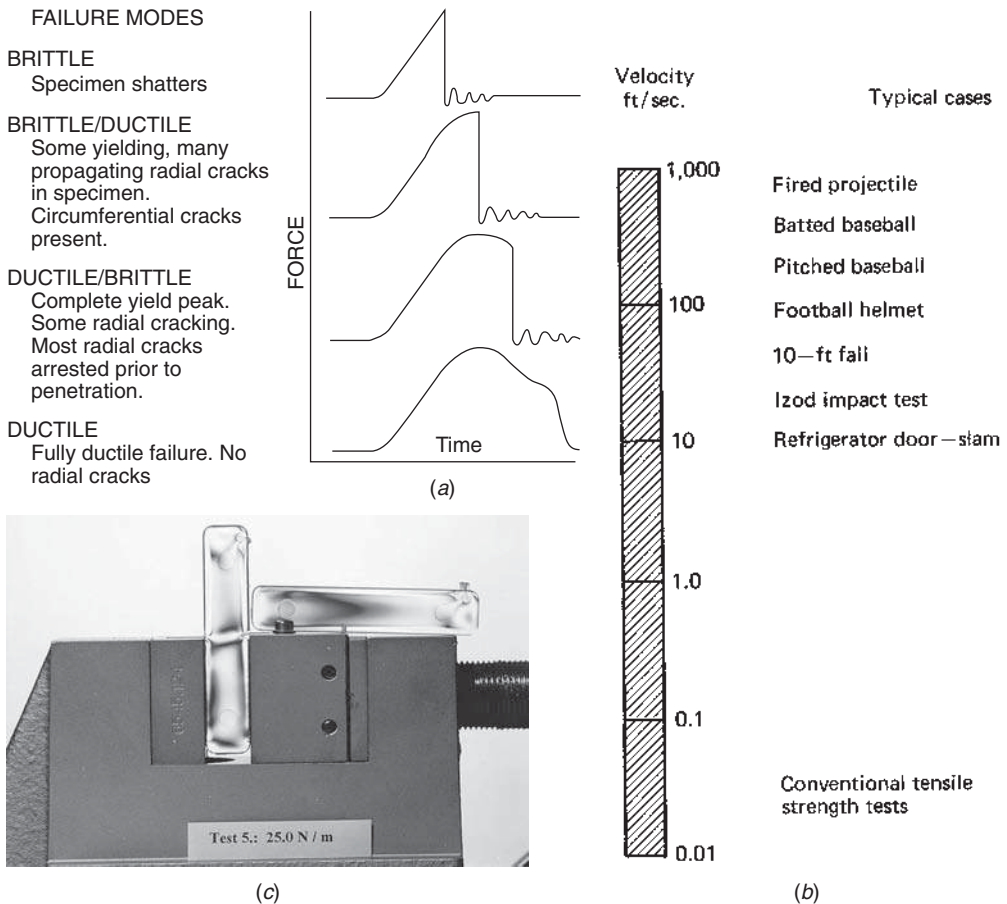 FAILURE MODES
BRITTLE
Specimen shatters
BRITTLE/DUCTILE
Some yielding, many
propagating radial cracks
in specimen.
Circumferential cracks
present.
DUCTILE/BRITTLE
Complete yield peak.
Some radial cracking.
Most radial cracks
arrested prior to
penetration.
DUCTILE
Fully ductile failure. No
radial cracks
FORCE
Time
(a)
Velocity
ft/sec.
Typical cases
1,000
Fired projectile
Batted baseball
Pitched baseball
100
Football helmet
10–ft fall
Izod impact test
10
Refrigerator door–slam
1.0
0.1
Conventional tensile
strength tests
0.01
(b)
Test 5.: 25.0 N / m
(c)